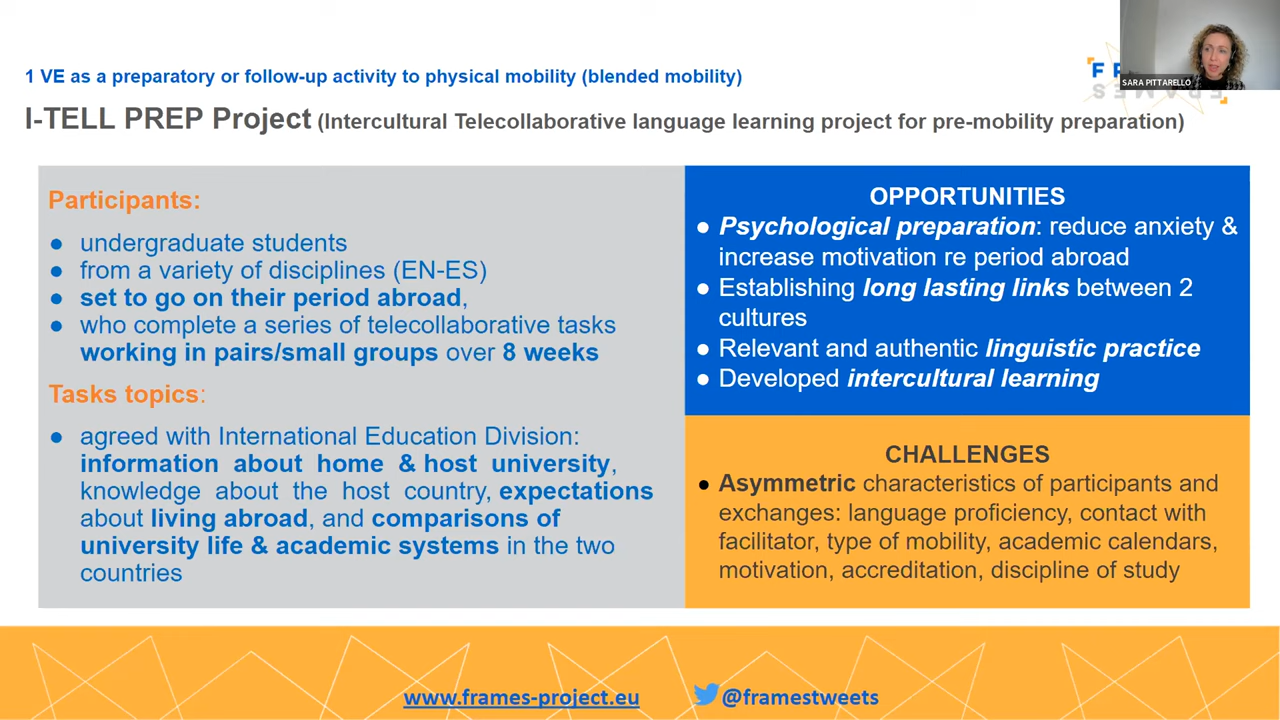 1 VE as a preparatory or follow-up activity to physical mobility (blended mobility)
SARA PITTARELLO
I-TELL PREP Project (Intercultural Telecollaborative language learning project for pre-mobility preparation)
Participants:
● undergraduate students
● from a variety of disciplines (EN-ES)
● set to go on their period abroad,
● who complete a series of telecollaborative tasks
working in pairs/small groups over 8 weeks
Tasks topics:
● agreed with International Education Division:
information about home & host university,
knowledge about the host country, expectations
about living abroad, and comparisons of
university life & academic systems in the two
countries
OPPORTUNITIES
● Psychological preparation: reduce anxiety &
increase motivation re period abroad
● Establishing long lasting links between 2
cultures
● Relevant and authentic linguistic practice
● Developed intercultural learning
CHALLENGES
● Asymmetric characteristics of participants and
exchanges: language proficiency, contact with
facilitator, type of mobility, academic calendars,
motivation, accreditation, discipline of study
www.frames-project.eu
@framestweets